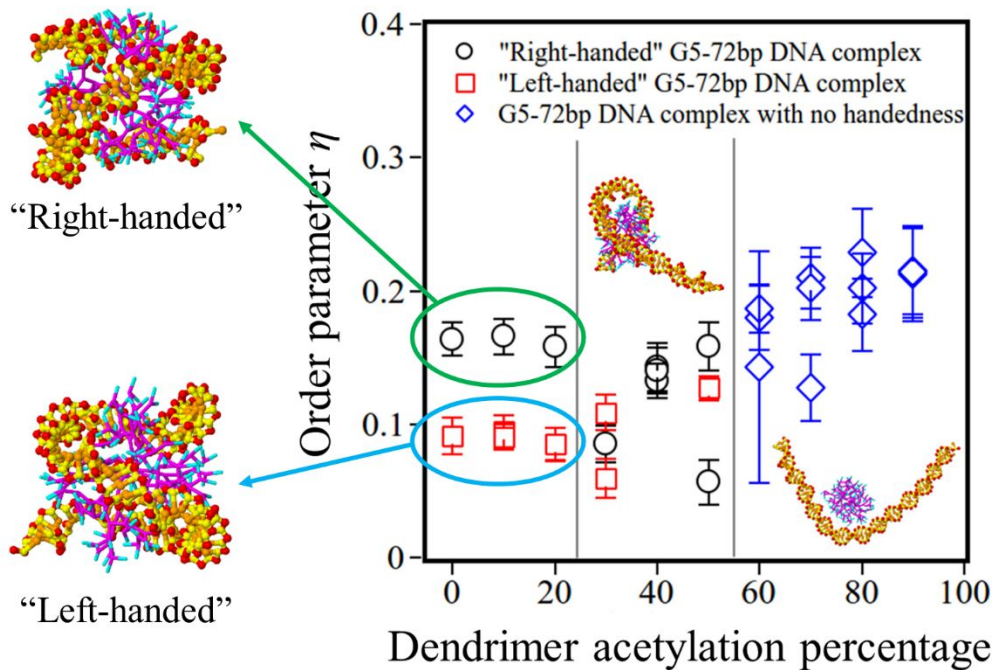 “Right-handed”
“Left-handed”
Order parameter η
0.4
0.3
0.2
0.1
0
"Right-handed" G5-72bp DNA complex
"Left-handed" G5-72bp DNA complex
G5-72bp DNA complex with no handedness
0 20 40 60 80 100
Dendrimer acetylation percentage